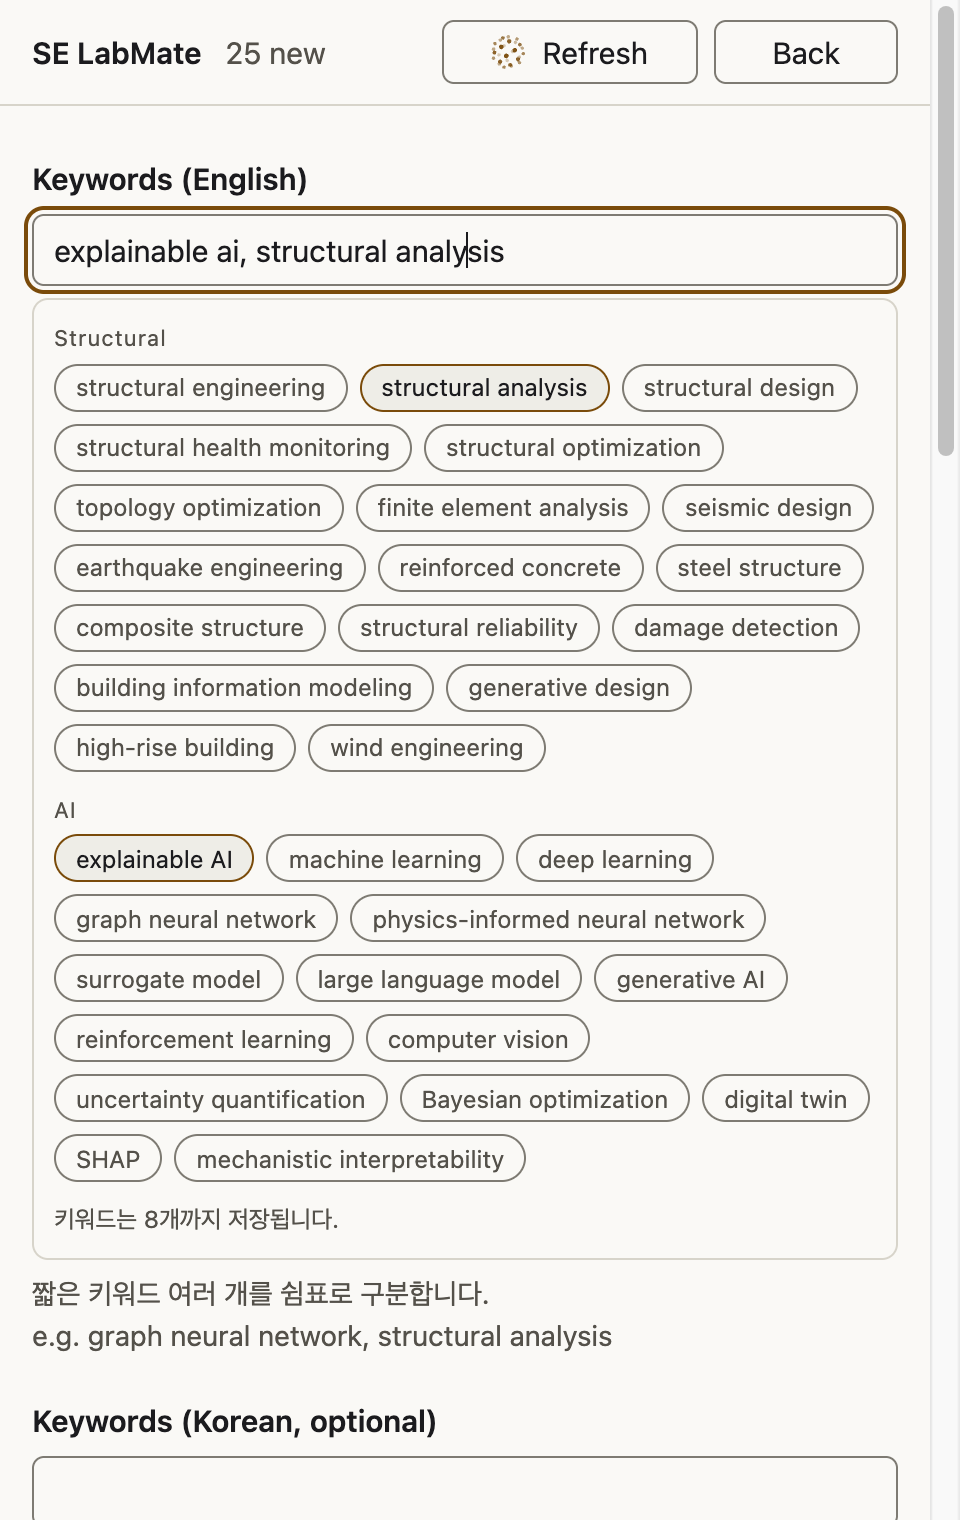 SE LabMate 25 new Refresh Back
Keywords (English)
explainable ai, structural analysis
Structural
structural engineering structural analysis structural design
structural health monitoring structural optimization
topology optimization finite element analysis seismic design
earthquake engineering reinforced concrete steel structure
composite structure structural reliability damage detection
building information modeling generative design
high-rise building wind engineering
AI
explainable AI machine learning deep learning
graph neural network physics-informed neural network
surrogate model large language model generative AI
reinforcement learning computer vision
uncertainty quantification Bayesian optimization digital twin
SHAP mechanistic interpretability
키워드는 8개까지 저장됩니다.
짧은 키워드 여러 개를 쉼표로 구분합니다.
e.g. graph neural network, structural analysis
Keywords (Korean, optional)